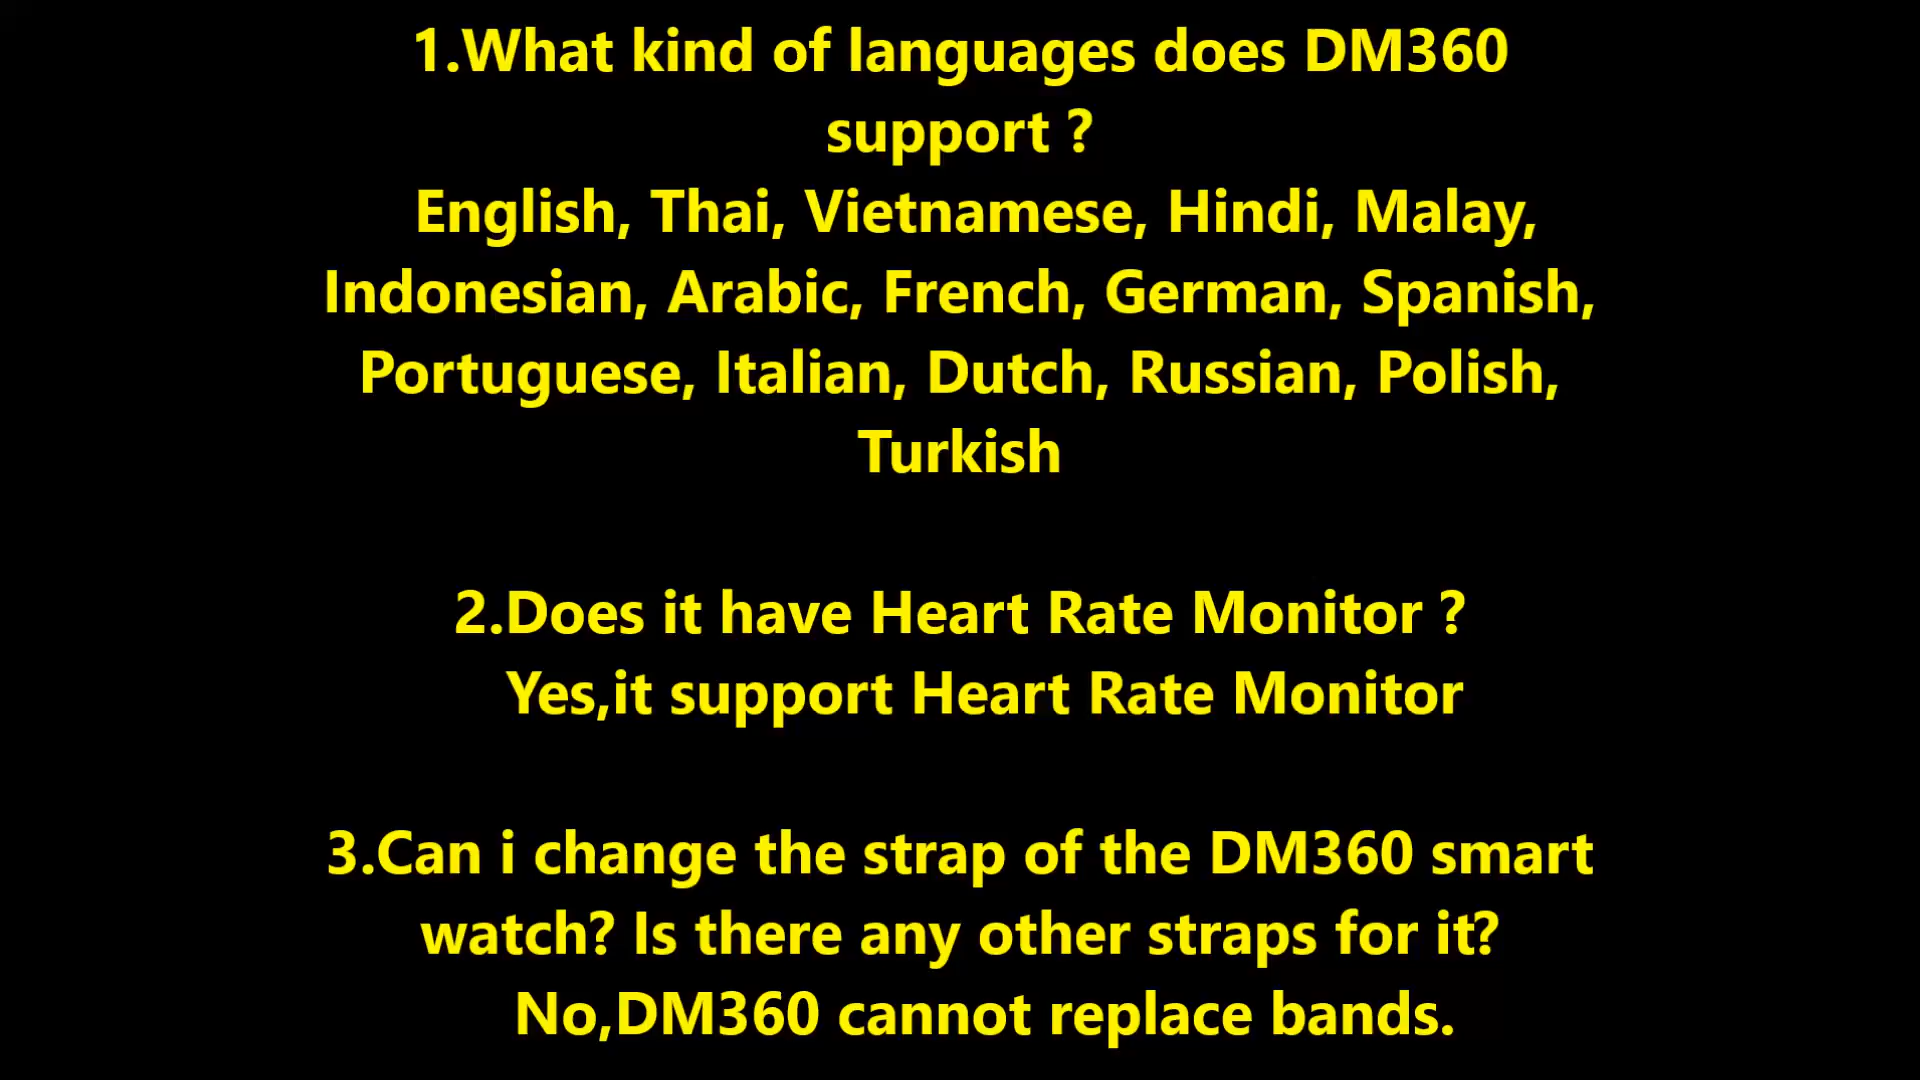 1.What kind of languages does DM360
support ?
English, Thai, Vietnamese, Hindi, Malay,
Indonesian, Arabic, French, German, Spanish,
Portuguese, Italian, Dutch, Russian, Polish,
Turkish
2.Does it have Heart Rate Monitor ?
Yes,it support Heart Rate Monitor
3.Can i change the strap of the DM360 smart
watch? Is there any other straps for it?
No,DM360 cannot replace bands.